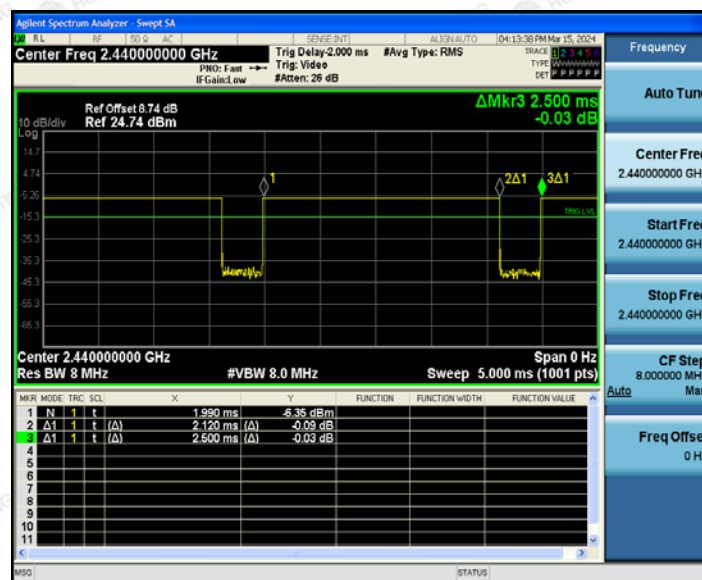 Agilent Spectrum Analyzer - Swept SA
RL RF 50 Ω AC SENSE:INT ALIGN AUTO 04:13:38 PM Mar 15, 2024
Center Freq 2.440000000 GHz
PNO: Fast
IFGain:Low
Trig Delay-2.000 ms
Trig: Video
#Atten: 26 dB
#Avg Type: RMS
TRACE 1 2 3 4 5 6
TYPE
DET P P P P P P
Ref Offset 8.74 dB
Ref 24.74 dBm
10 dB/div
Log
ΔMkr3 2.500 ms
-0.03 dB
14.7
4.74
-5.26
-15.3
-25.3
-35.3
-45.3
-55.3
-65.3
1
2Δ1
3Δ1
TRIG LVL
Center 2.440000000 GHz
Span 0 Hz
Res BW 8 MHz
#VBW 8.0 MHz
Sweep 5.000 ms (1001 pts)
MKR MODE TRC SCL X Y FUNCTION FUNCTION WIDTH FUNCTION VALUE
1 N 1 t 1.990 ms -6.35 dBm
2 Δ1 1 t (Δ) 2.120 ms (Δ) -0.09 dB
3 Δ1 1 t (Δ) 2.500 ms (Δ) -0.03 dB
4
5
6
7
8
9
10
11
MSG
STATUS
Frequency
Auto Tun
Center Fre
2.440000000 GH
Start Fre
2.440000000 GH
Stop Fre
2.440000000 GH
CF Step
8.000000 MH
Auto Ma
Freq Offse
0 H